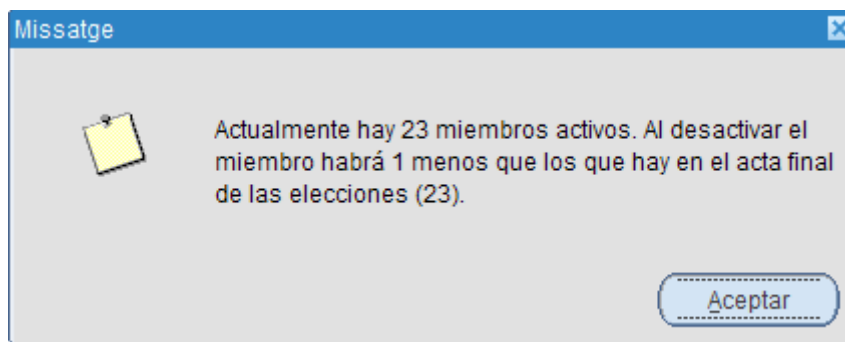 Missatge
Actualmente hay 23 miembros activos. Al desactivar el
miembro habrá 1 menos que los que hay en el acta final
de las elecciones (23).
Aceptar